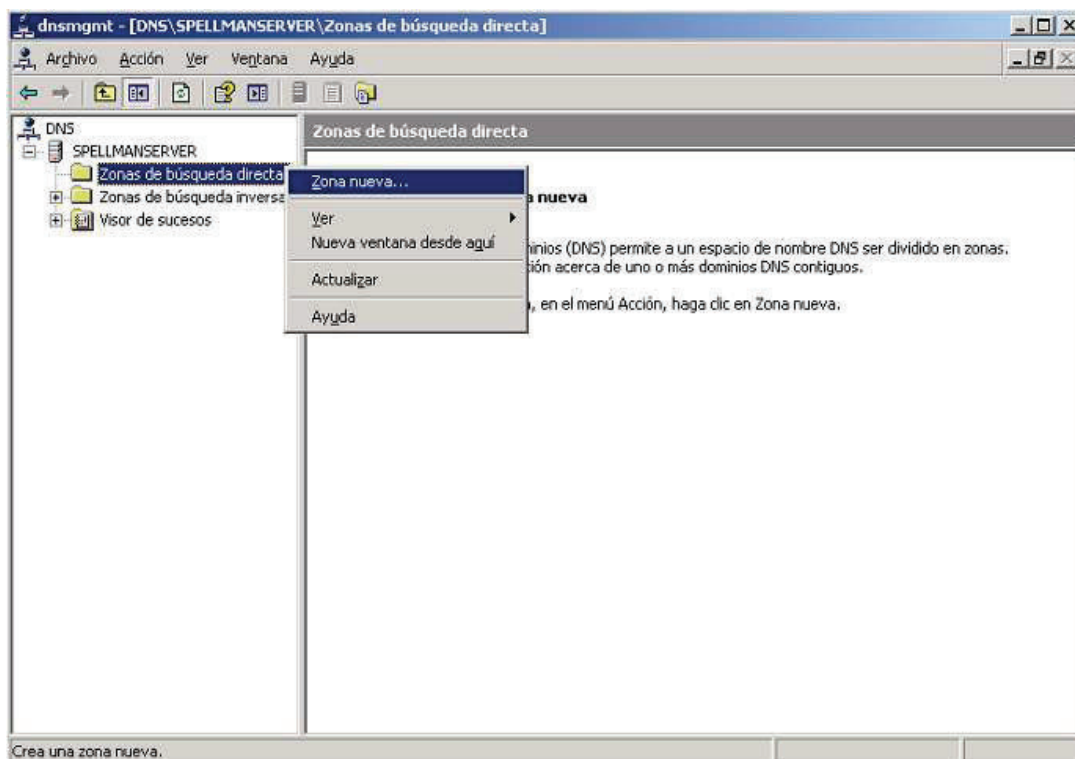 dnsmgmt - [DNS\SPELLMANSERVER\Zonas de búsqueda directa]
Archivo Acción Ver Ventana Ayuda
DNS
SPELLMANSERVER
Zonas de búsqueda directa
Zonas de búsqueda inversa
Visor de sucesos
Zonas de búsqueda directa
Zona nueva...
Ver
Nueva ventana desde aquí
Actualizar
Ayuda
a nueva
inios (DNS) permite a un espacio de nombre DNS ser dividido en zonas.
ión acerca de uno o más dominios DNS contiguos.
, en el menú Acción, haga clic en Zona nueva.
Crea una zona nueva.